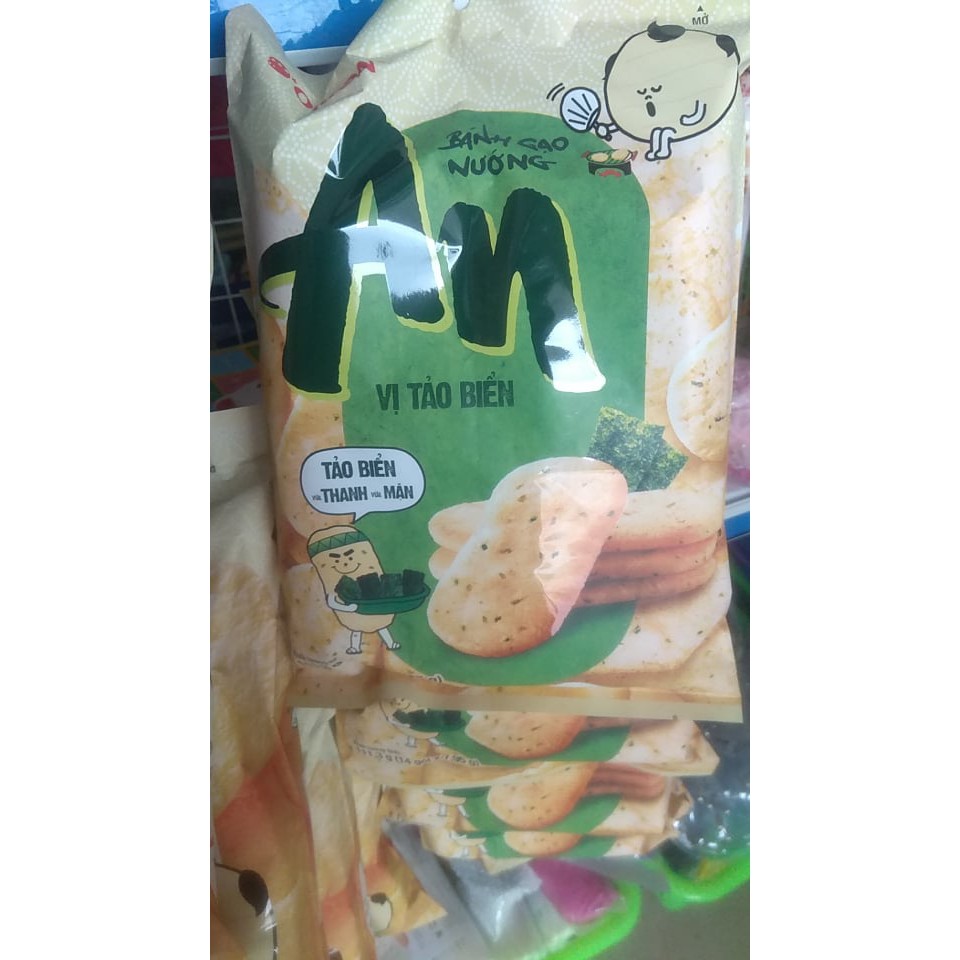 MỞ
BÁNH GẠO
NƯỚNG
An
VỊ TẢO BIỂN
TẢO BIỂN
vừa THANH vừa MẶN